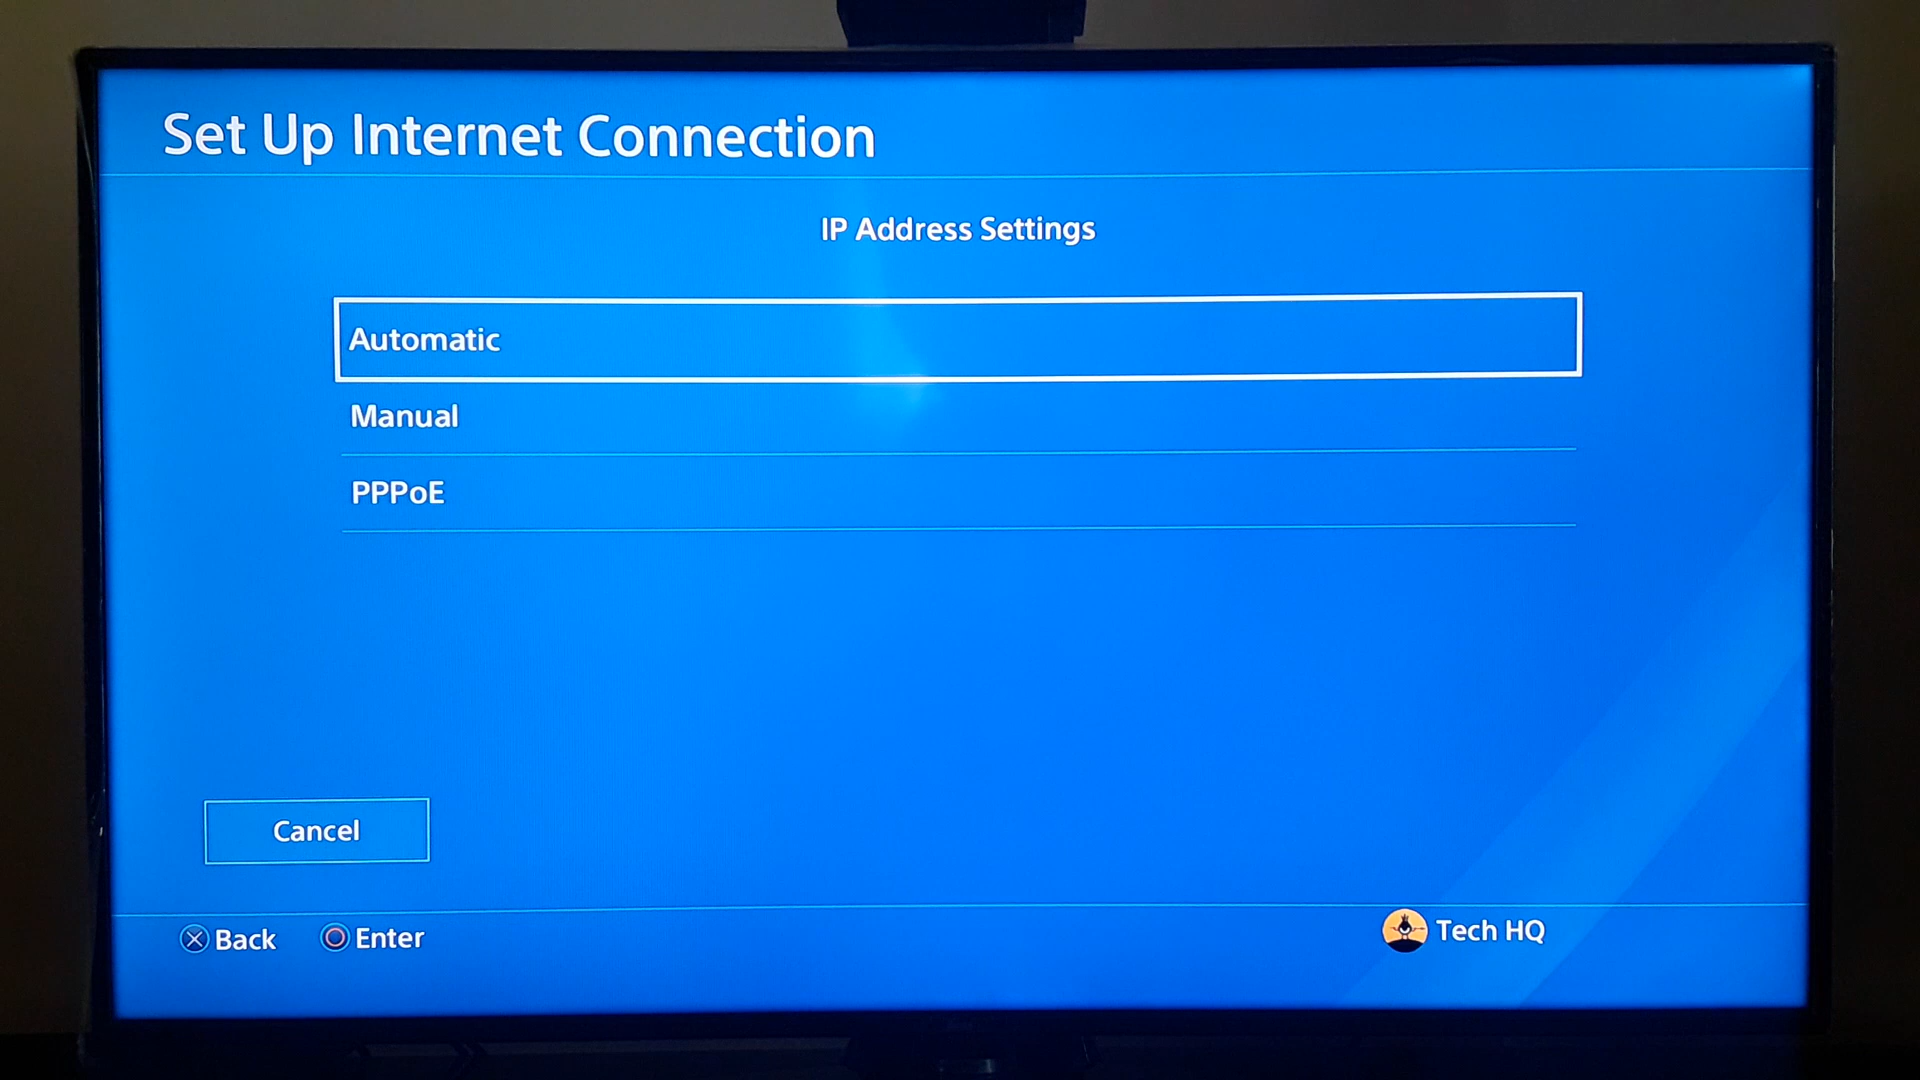 Set Up Internet Connection
IP Address Settings
Automatic
Manual
PPPoE
Cancel
Back
Enter
Tech HQ